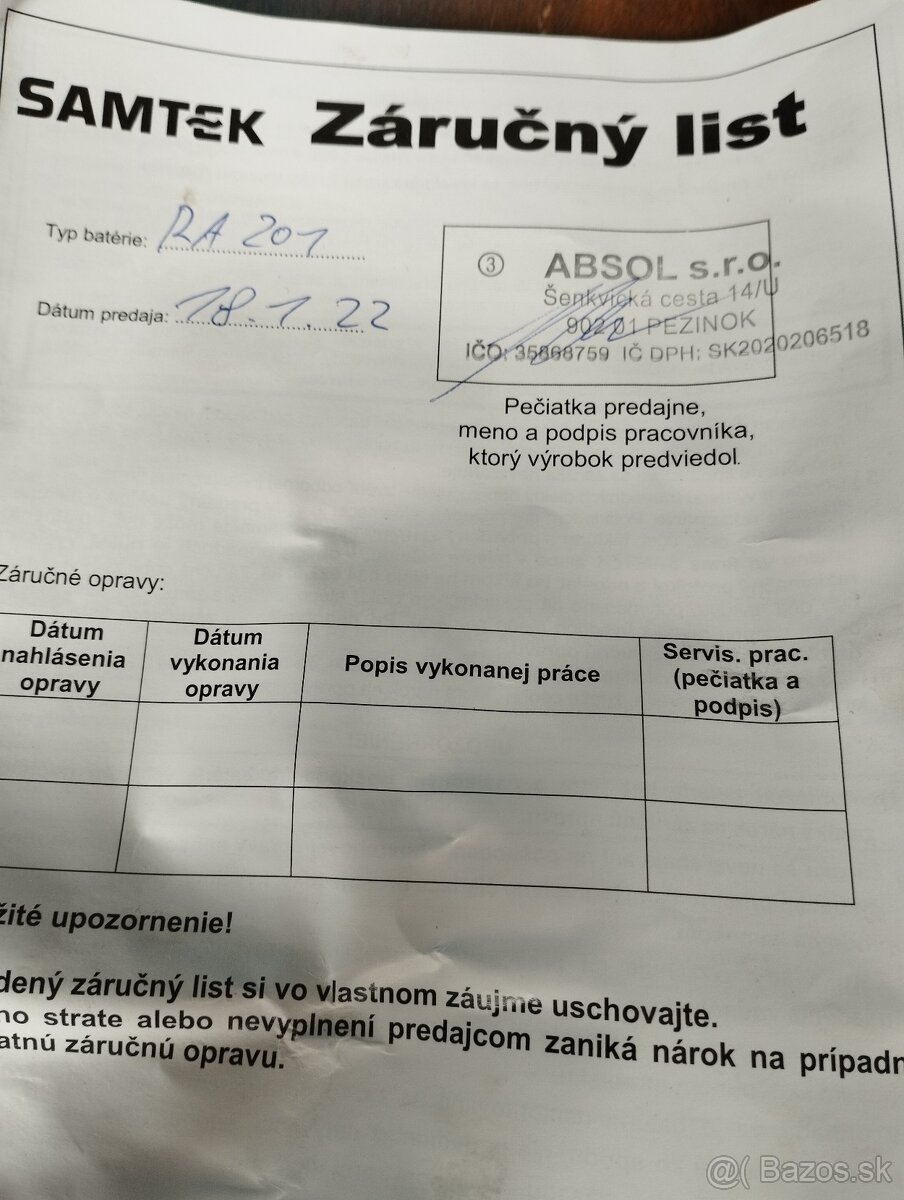 SAMTEK Záručný list
Typ batérie: RA 201
Dátum predaja: 18.1.22
3 ABSOL s.r.o.
Šenkvická cesta 14/U
902 01 PEZINOK
IČO: 35868759 IČ DPH: SK2020206518
Pečiatka predajne,
meno a podpis pracovníka,
ktorý výrobok predviedol.
Záručné opravy:
Dátum nahlásenia opravy
Dátum vykonania opravy
Popis vykonanej práce
Servis. prac. (pečiatka a podpis)
žité upozornenie!
dený záručný list si vo vlastnom záujme uschovajte.
ho strate alebo nevyplnení predajcom zaniká nárok na prípadn
atnú záručnú opravu.
@( Bazos.sk